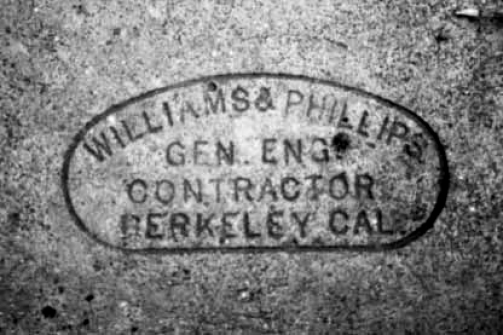 WILLIAMS & PHILLIPS
GEN. ENG.
CONTRACTOR
BERKELEY CAL.